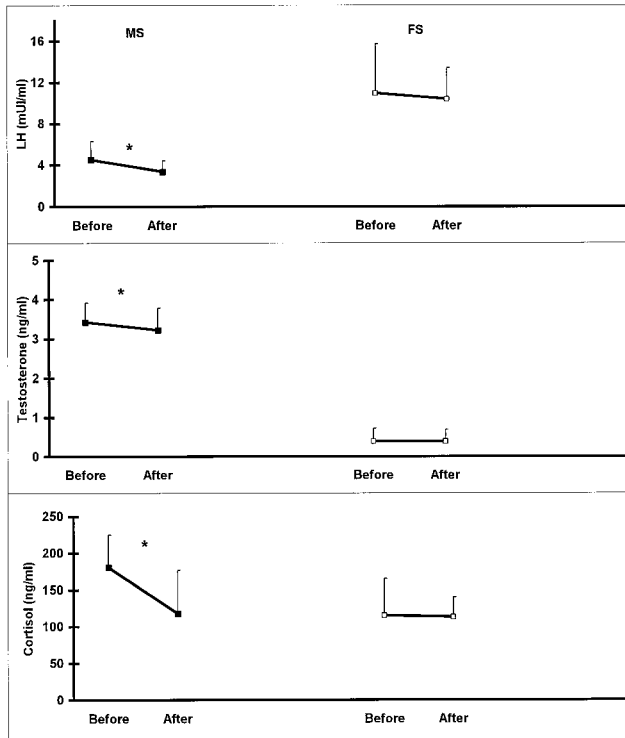 MS FS
LH (mUI/ml)
16
12
8
4
0
*
Before After Before After
Testosterone (ng/ml)
5
4
3
2
1
0
*
Before After Before After
Cortisol (ng/ml)
250
200
150
100
50
0
*
Before After Before After